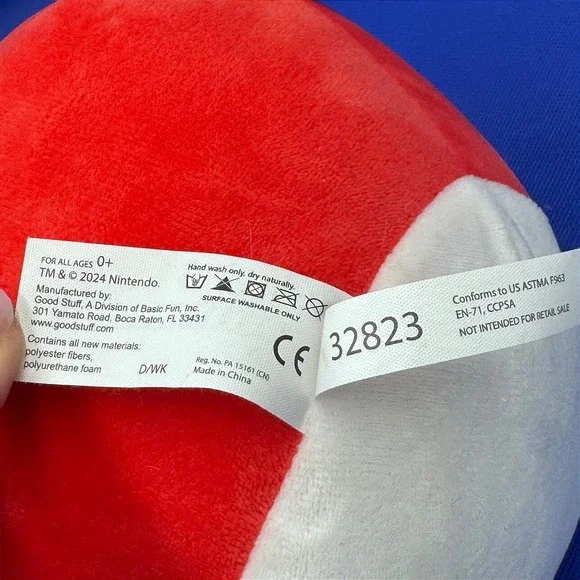 FOR ALL AGES 0+
TM & © 2024 Nintendo.
Manufactured by:
Good Stuff, A Division of Basic Fun, Inc.
301 Yamato Road, Boca Raton, FL 33431
www.goodstuff.com
Contains all new materials:
polyester fibers,
polyurethane foam
D/WK
Hand wash only, dry naturally.
SURFACE WASHABLE ONLY
Reg. No. PA 15161 (CN)
Made in China
CE
32823
Conforms to US ASTMA F963
EN-71, CCPSA
NOT INTENDED FOR RETAIL SALE